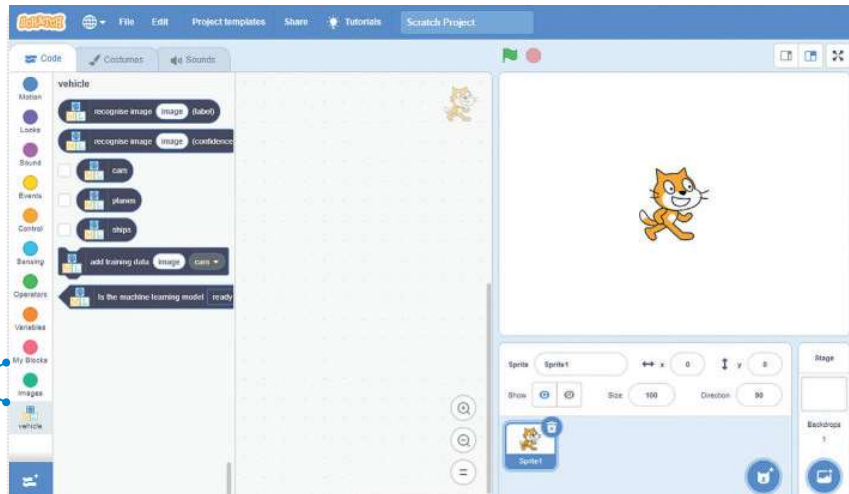 SCRATCH File Edit Project templates Share Tutorials Scratch Project
Code Costumes Sounds
Motion
Looks
Sound
Events
Control
Sensing
Operators
Variables
My Blocks
Images
vehicle
vehicle
recognise image image (label)
recognise image image (confidence
cars
planes
ships
add training data image cars
Is the machine learning model ready
Sprite Sprite1 x 0 y 0
Show Size 100 Direction 90
Sprite1
Stage
Backdrops
1